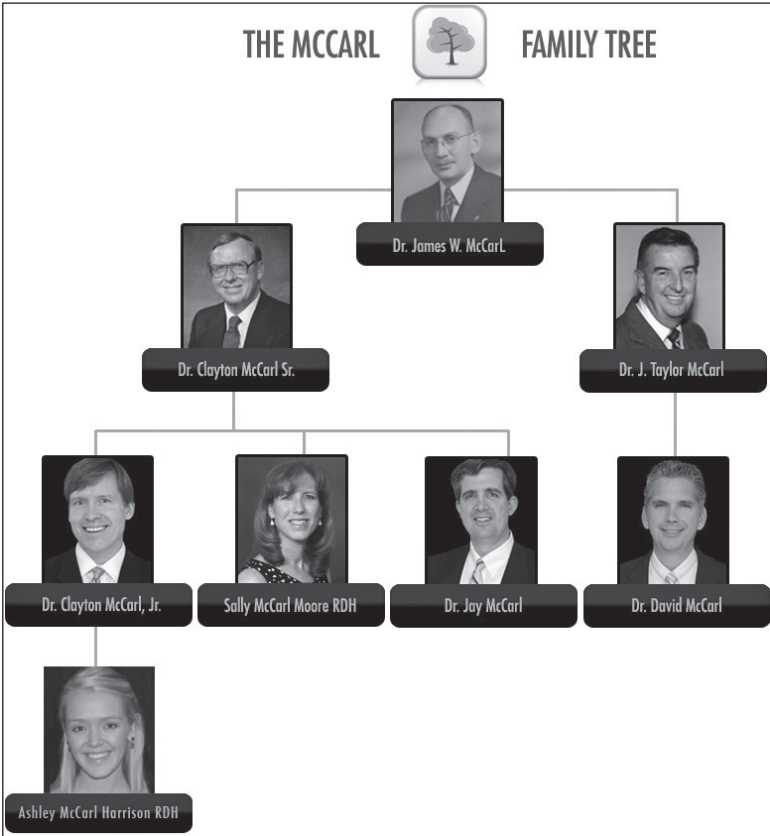 THE MCCARL FAMILY TREE
Dr. James W. McCarL
Dr. Clayton McCarl Sr.
Dr. J. Taylor McCarl
Dr. Clayton McCarl, Jr.
Sally McCarl Moore RDH
Dr. Jay McCarl
Dr. David McCarl
Ashley McCarl Harrison RDH